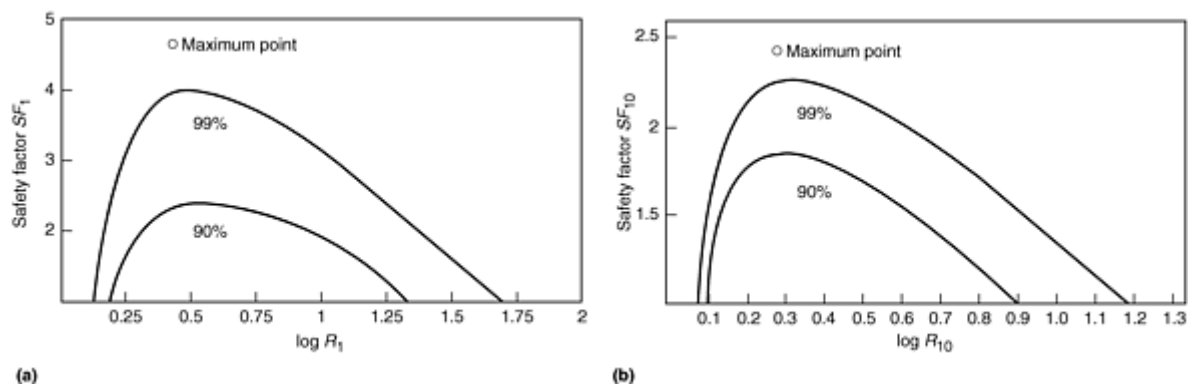 5
Maximum point
4
99%
3
2
90%
Safety factor SF₁
0.25 0.5 0.75 1 1.25 1.5 1.75 2
log R₁
(a)
2.5
Maximum point
99%
2
90%
1.5
Safety factor SF₁₀
0.1 0.2 0.3 0.4 0.5 0.6 0.7 0.8 0.9 1.0 1.1 1.2 1.3
log R₁₀
(b)